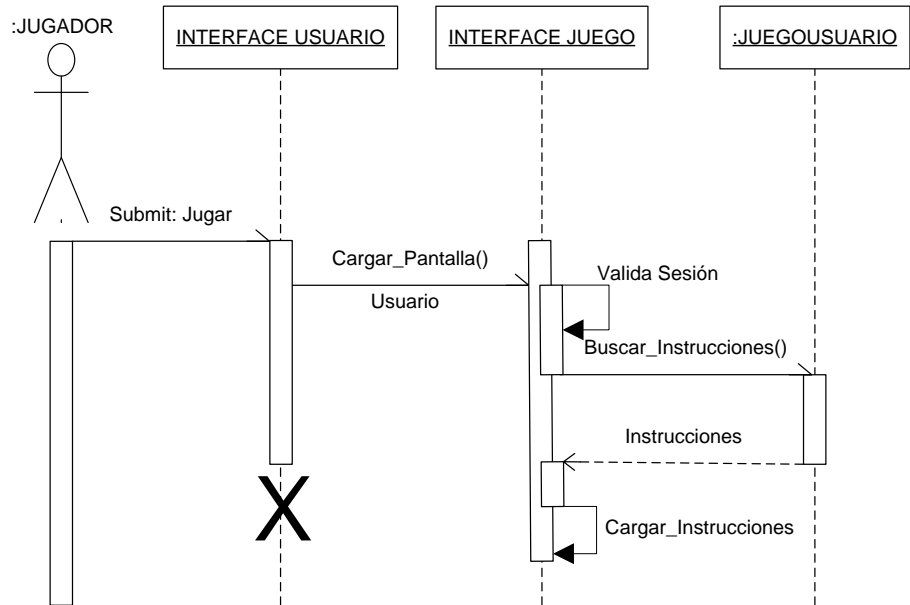 :JUGADOR
INTERFACE USUARIO
INTERFACE JUEGO
:JUEGOUSUARIO
Submit: Jugar
Cargar_Pantalla()
Usuario
Valida Sesión
Buscar_Instrucciones()
Instrucciones
X
Cargar_Instrucciones